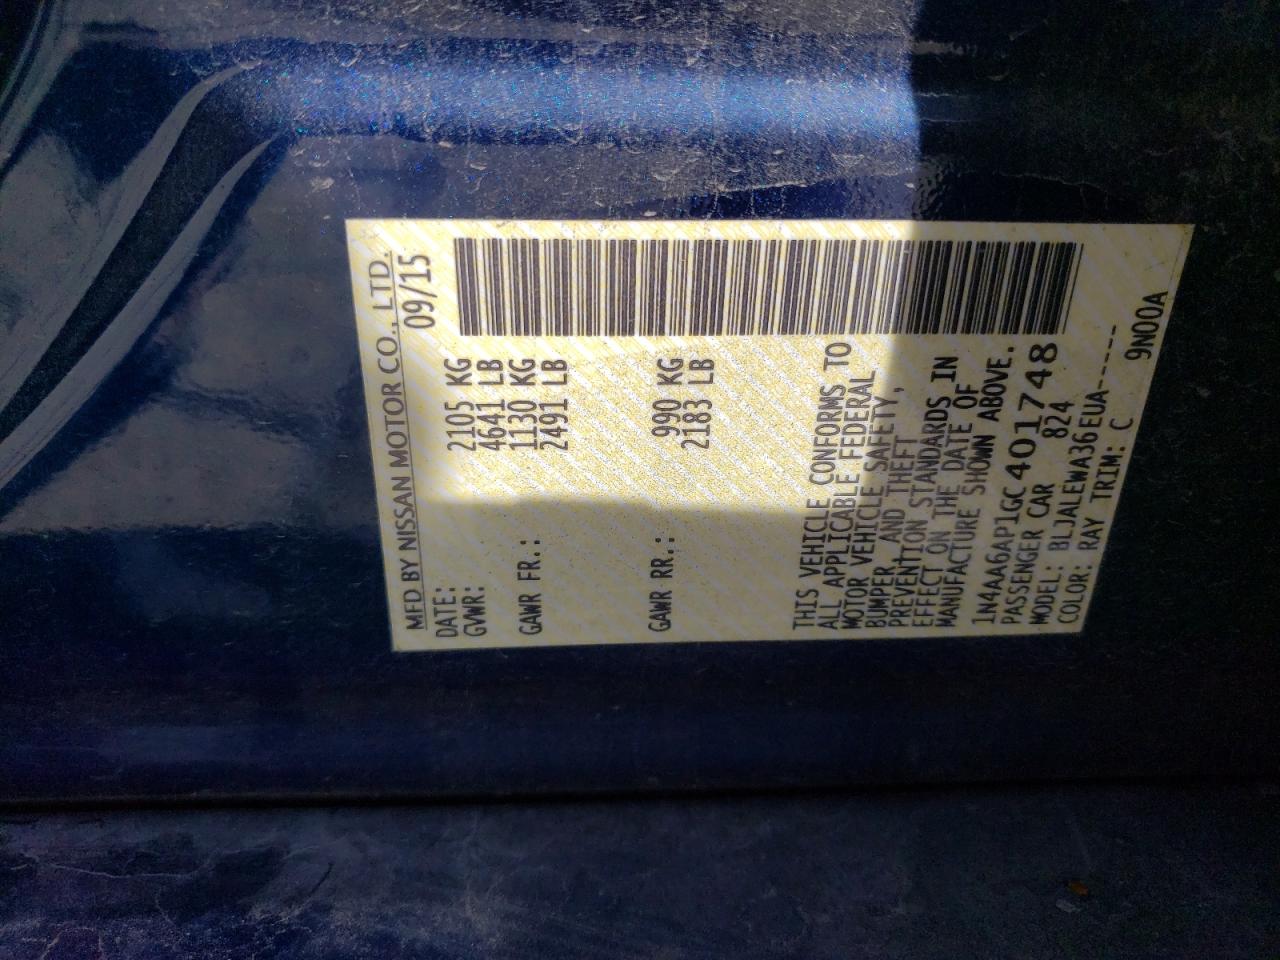 MFD BY NISSAN MOTOR CO., LTD.
DATE: 09/15
GVWR: 2105 KG
4641 LB
GAWR FR.: 1130 KG
2491 LB
GAWR RR.: 990 KG
2183 LB
THIS VEHICLE CONFORMS TO
ALL APPLICABLE FEDERAL
MOTOR VEHICLE SAFETY,
BUMPER, AND THEFT
PREVENTION STANDARDS IN
EFFECT ON THE DATE OF
MANUFACTURE SHOWN ABOVE.
1N4AA6AP1GC401748
PASSENGER CAR 824
MODEL: BLJALEWA36EUA-----
COLOR: RAY TRIM: C 9N00A